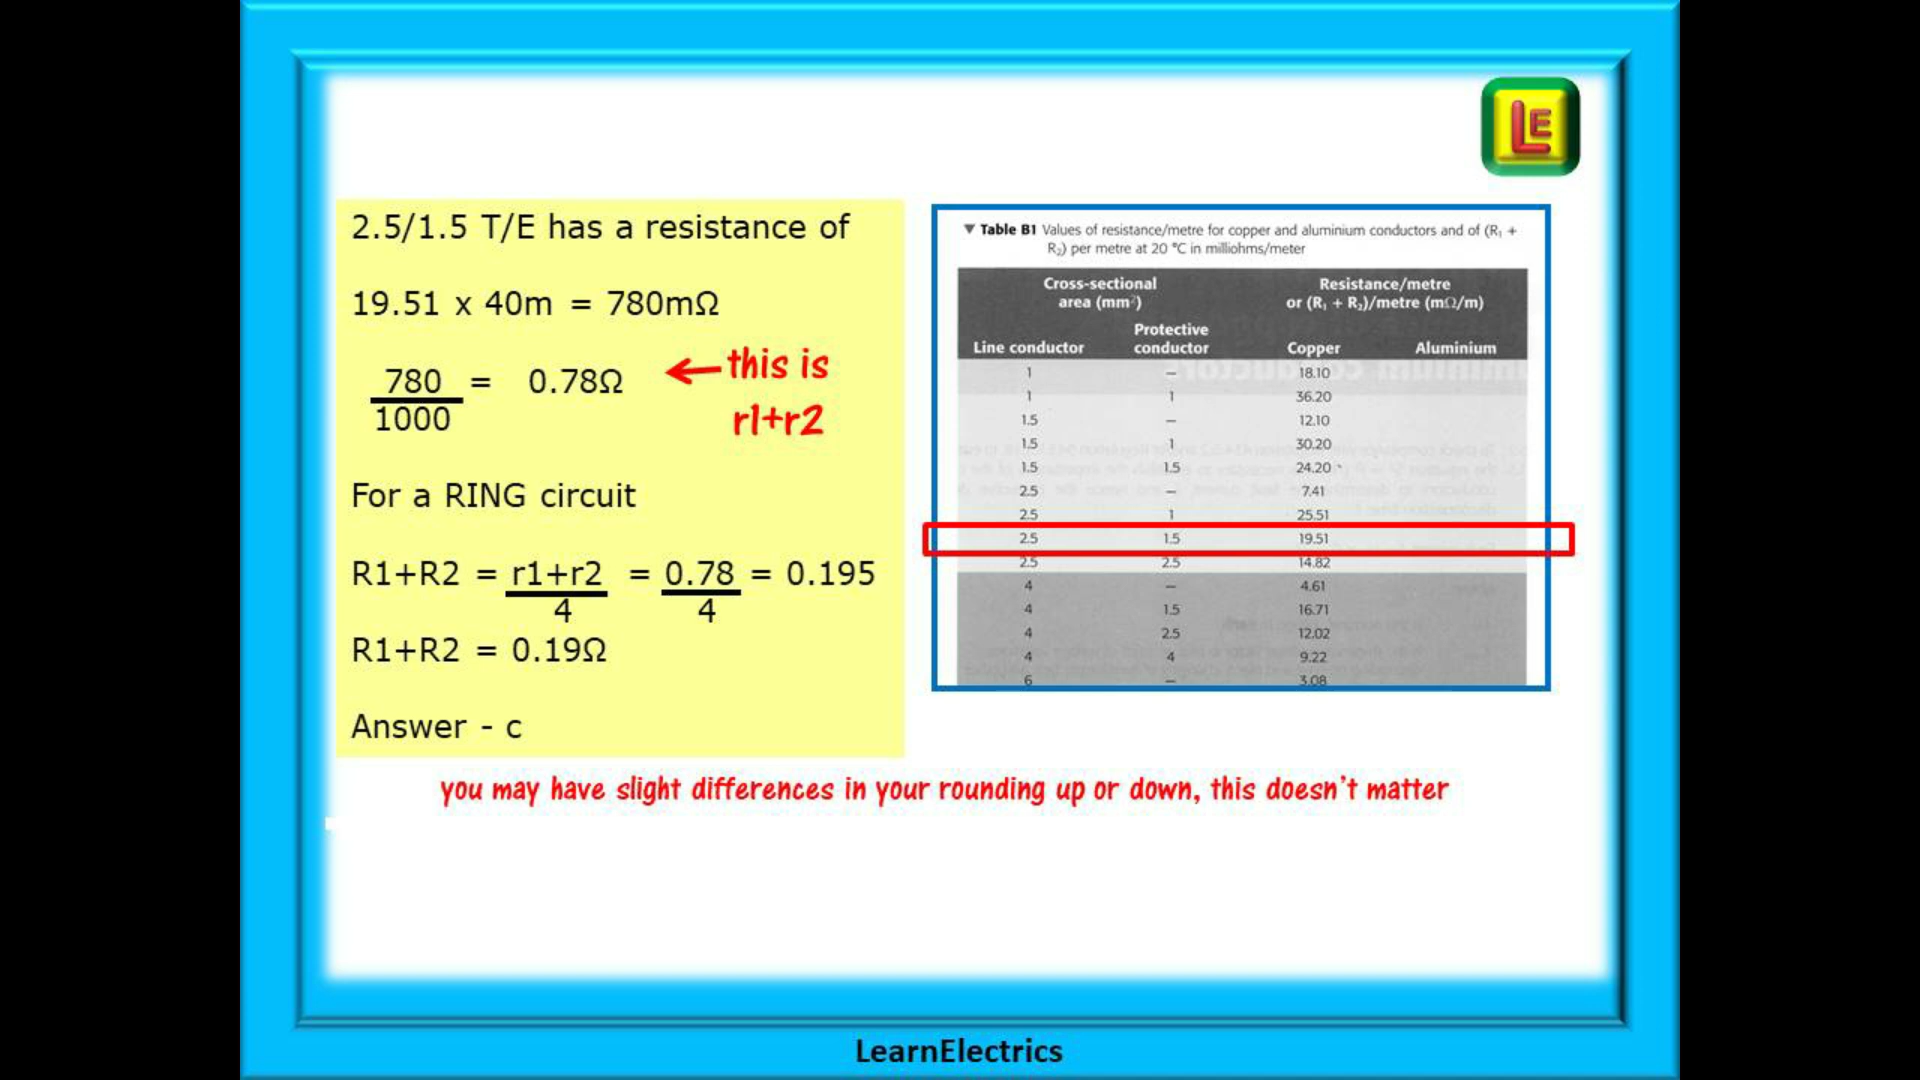 LE
2.5/1.5 T/E has a resistance of
19.51 x 40m = 780mΩ
780 = 0.78Ω
1000
this is
r1+r2
For a RING circuit
R1+R2 = r1+r2 = 0.78 = 0.195
4 4
R1+R2 = 0.19Ω
Answer - c
▼ Table B1 Values of resistance/metre for copper and aluminium conductors and of (R₁ +
R₂) per metre at 20 °C in milliohms/meter
Cross-sectional Resistance/metre
area (mm²) or (R₁ + R₂)/metre (mΩ/m)
Protective
Line conductor conductor Copper Aluminium
1 — 18.10
1 1 36.20
1.5 — 12.10
1.5 1 30.20
1.5 1.5 24.20
2.5 — 7.41
2.5 1 25.51
2.5 1.5 19.51
2.5 2.5 14.82
4 — 4.61
4 1.5 16.71
4 2.5 12.02
4 4 9.22
6 — 3.08
you may have slight differences in your rounding up or down, this doesn't matter
LearnElectrics